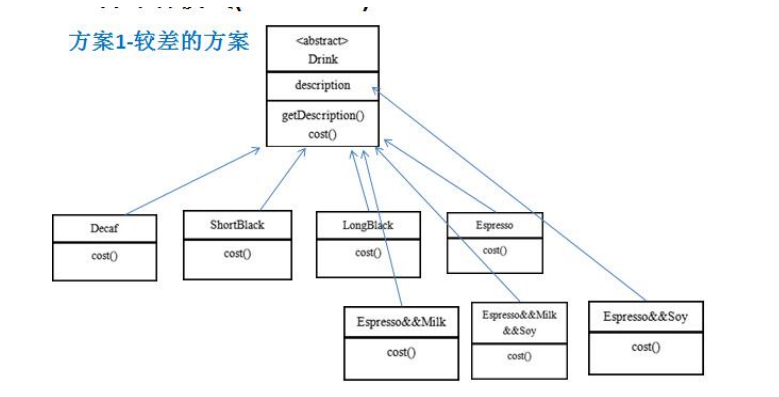 方案1-较差的方案
<abstract>
Drink
description
getDescription()
cost()
Decaf
cost()
ShortBlack
cost()
LongBlack
cost()
Espresso
cost()
Espresso&&Milk
cost()
Espresso&&Milk
&&Soy
cost()
Espresso&&Soy
cost()